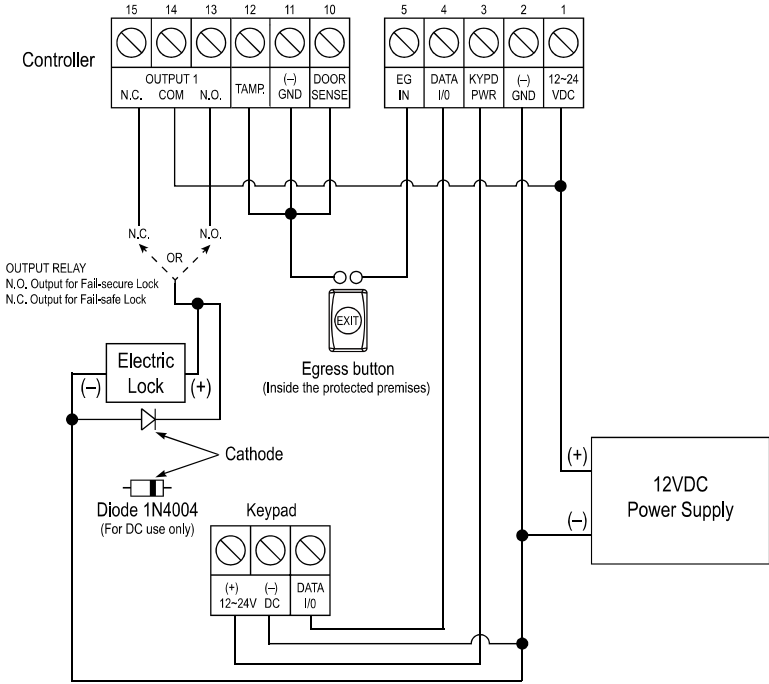 15 14 13 12 11 10 5 4 3 2 1
Controller
OUTPUT 1
N.C. COM N.O.
TAMP.
(–)
GND
DOOR
SENSE
EG
IN
DATA
I/0
KYPD
PWR
(–)
GND
12~24
VDC
N.C. N.O.
OR
OUTPUT RELAY
N.O. Output for Fail-secure Lock
N.C. Output for Fail-safe Lock
EXIT
Egress button
(Inside the protected premises)
Electric
Lock
(–) (+)
Cathode
Diode 1N4004
(For DC use only)
Keypad
(+) (–)
12~24V DC
DATA
I/0
(+)
(–)
12VDC
Power Supply